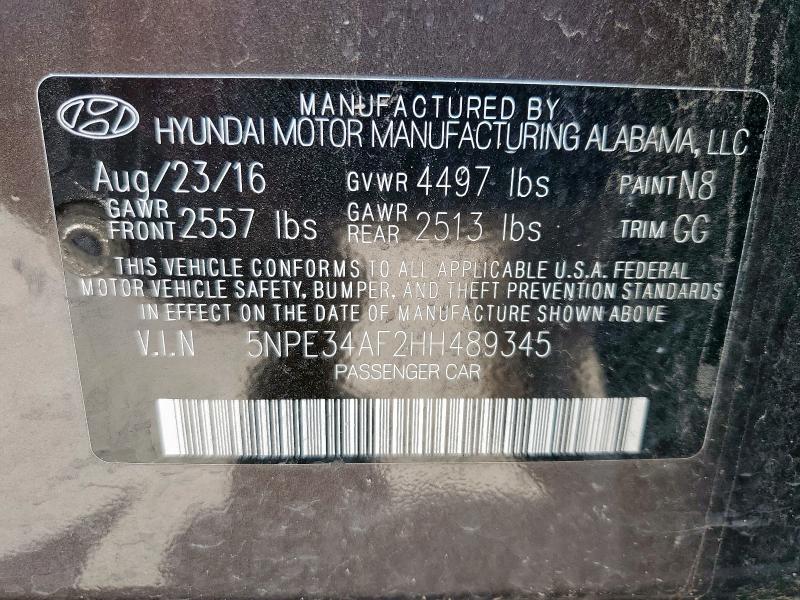 MANUFACTURED BY
HYUNDAI MOTOR MANUFACTURING ALABAMA, LLC
Aug/23/16 GVWR 4497 lbs PAINT N8
GAWR FRONT 2557 lbs GAWR REAR 2513 lbs TRIM GG
THIS VEHICLE CONFORMS TO ALL APPLICABLE U.S.A. FEDERAL
MOTOR VEHICLE SAFETY, BUMPER, AND THEFT PREVENTION STANDARDS
IN EFFECT ON THE DATE OF MANUFACTURE SHOWN ABOVE.
V.I.N 5NPE34AF2HH489345
PASSENGER CAR